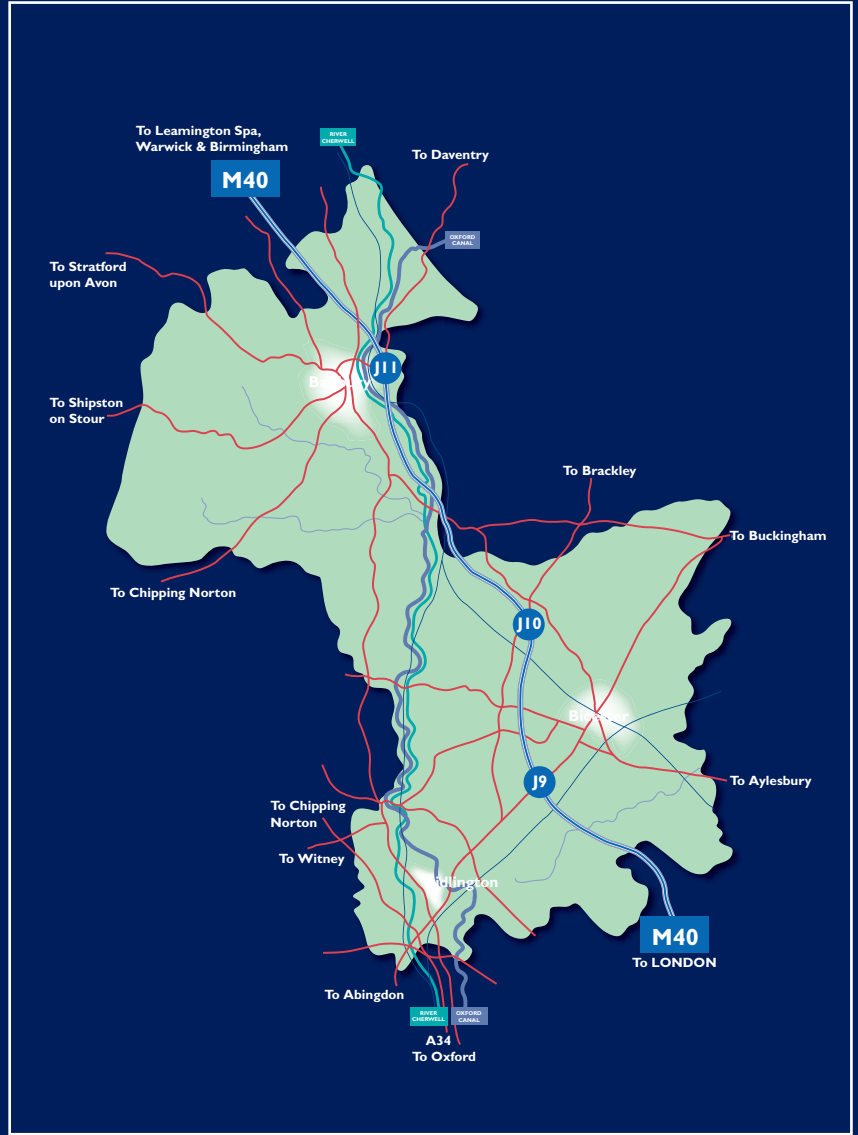 To Leamington Spa,
Warwick & Birmingham
RIVER
CHERWELL
To Daventry
M40
OXFORD
CANAL
To Stratford
upon Avon
J11
To Shipston
on Stour
To Brackley
To Buckingham
To Chipping Norton
J10
J9
To Aylesbury
To Chipping
Norton
To Witney
M40
To LONDON
To Abingdon
RIVER
CHERWELL
OXFORD
CANAL
A34
To Oxford